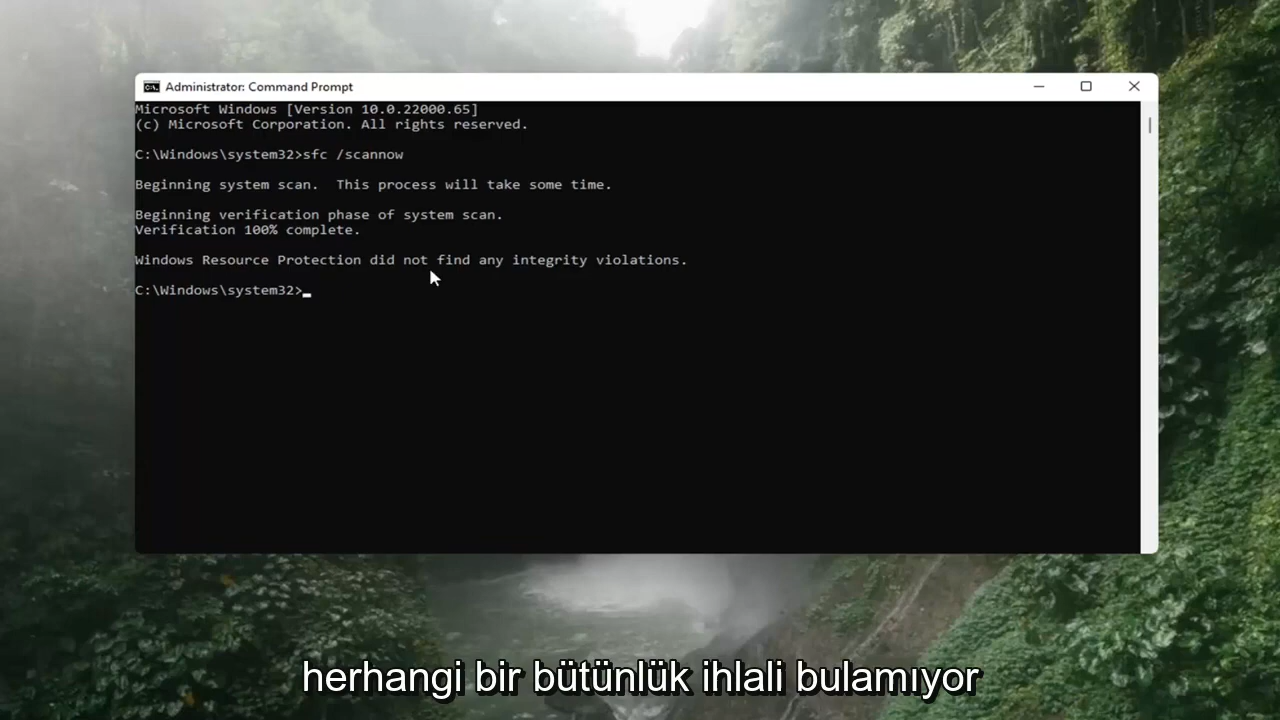 Administrator: Command Prompt
Microsoft Windows [Version 10.0.22000.65]
(c) Microsoft Corporation. All rights reserved.
C:\Windows\system32>sfc /scannow
Beginning system scan.  This process will take some time.
Beginning verification phase of system scan.
Verification 100% complete.
Windows Resource Protection did not find any integrity violations.
C:\Windows\system32>
herhangi bir bütünlük ihlali bulamıyor